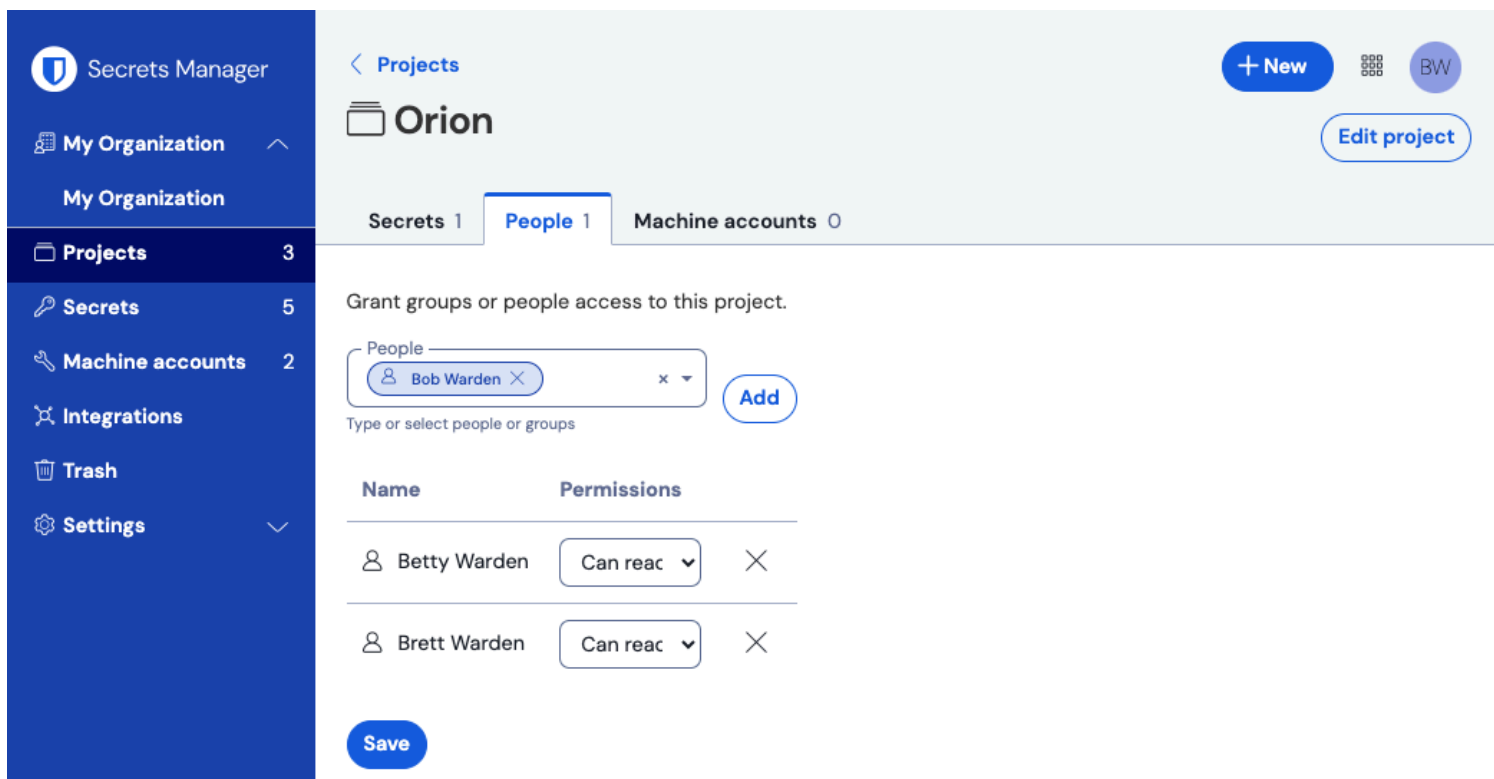 Secrets Manager
My Organization
My Organization
Projects 3
Secrets 5
Machine accounts 2
Integrations
Trash
Settings
Projects
New
BW
Orion
Edit project
Secrets 1 People 1 Machine accounts 0
Grant groups or people access to this project.
People
Bob Warden
Add
Type or select people or groups
Name Permissions
Betty Warden Can reac
Brett Warden Can reac
Save